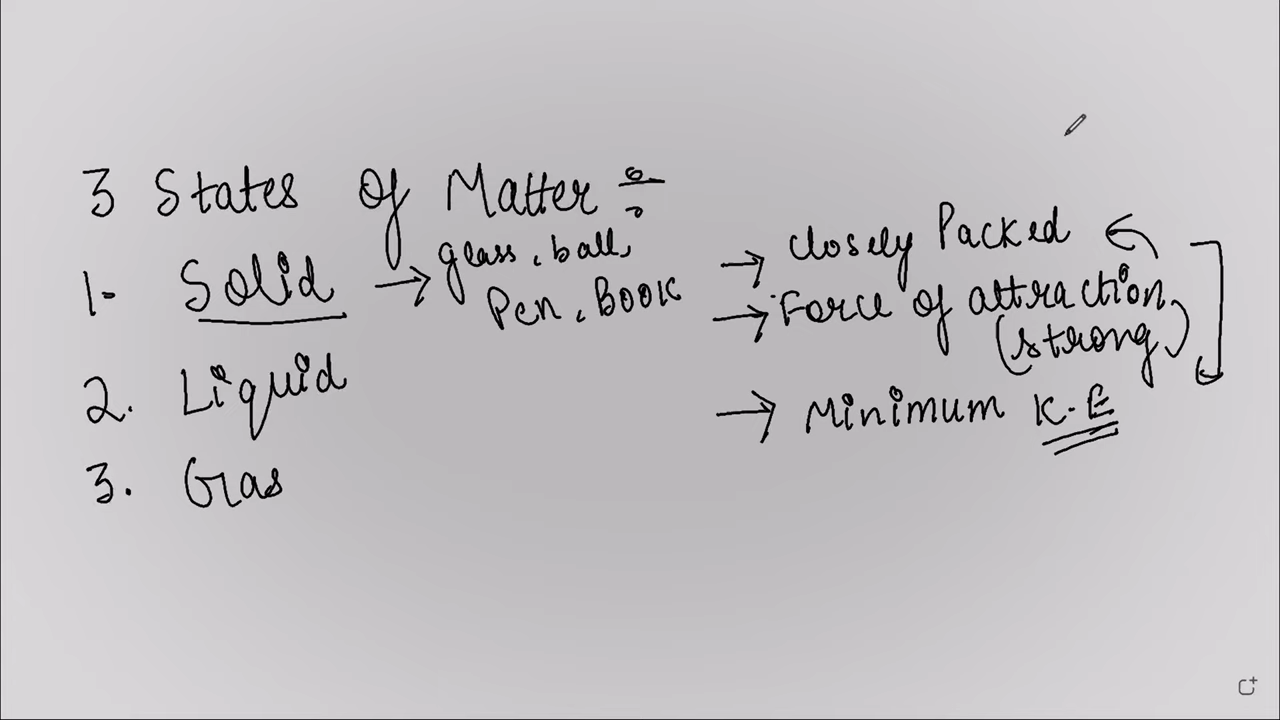 3 States of Matter ÷
1- Solid → glass, ball,
Pen, Book
→ closely Packed
→ Force of attraction
(strong)
→ Minimum K.E
2. Liquid
3. Gas